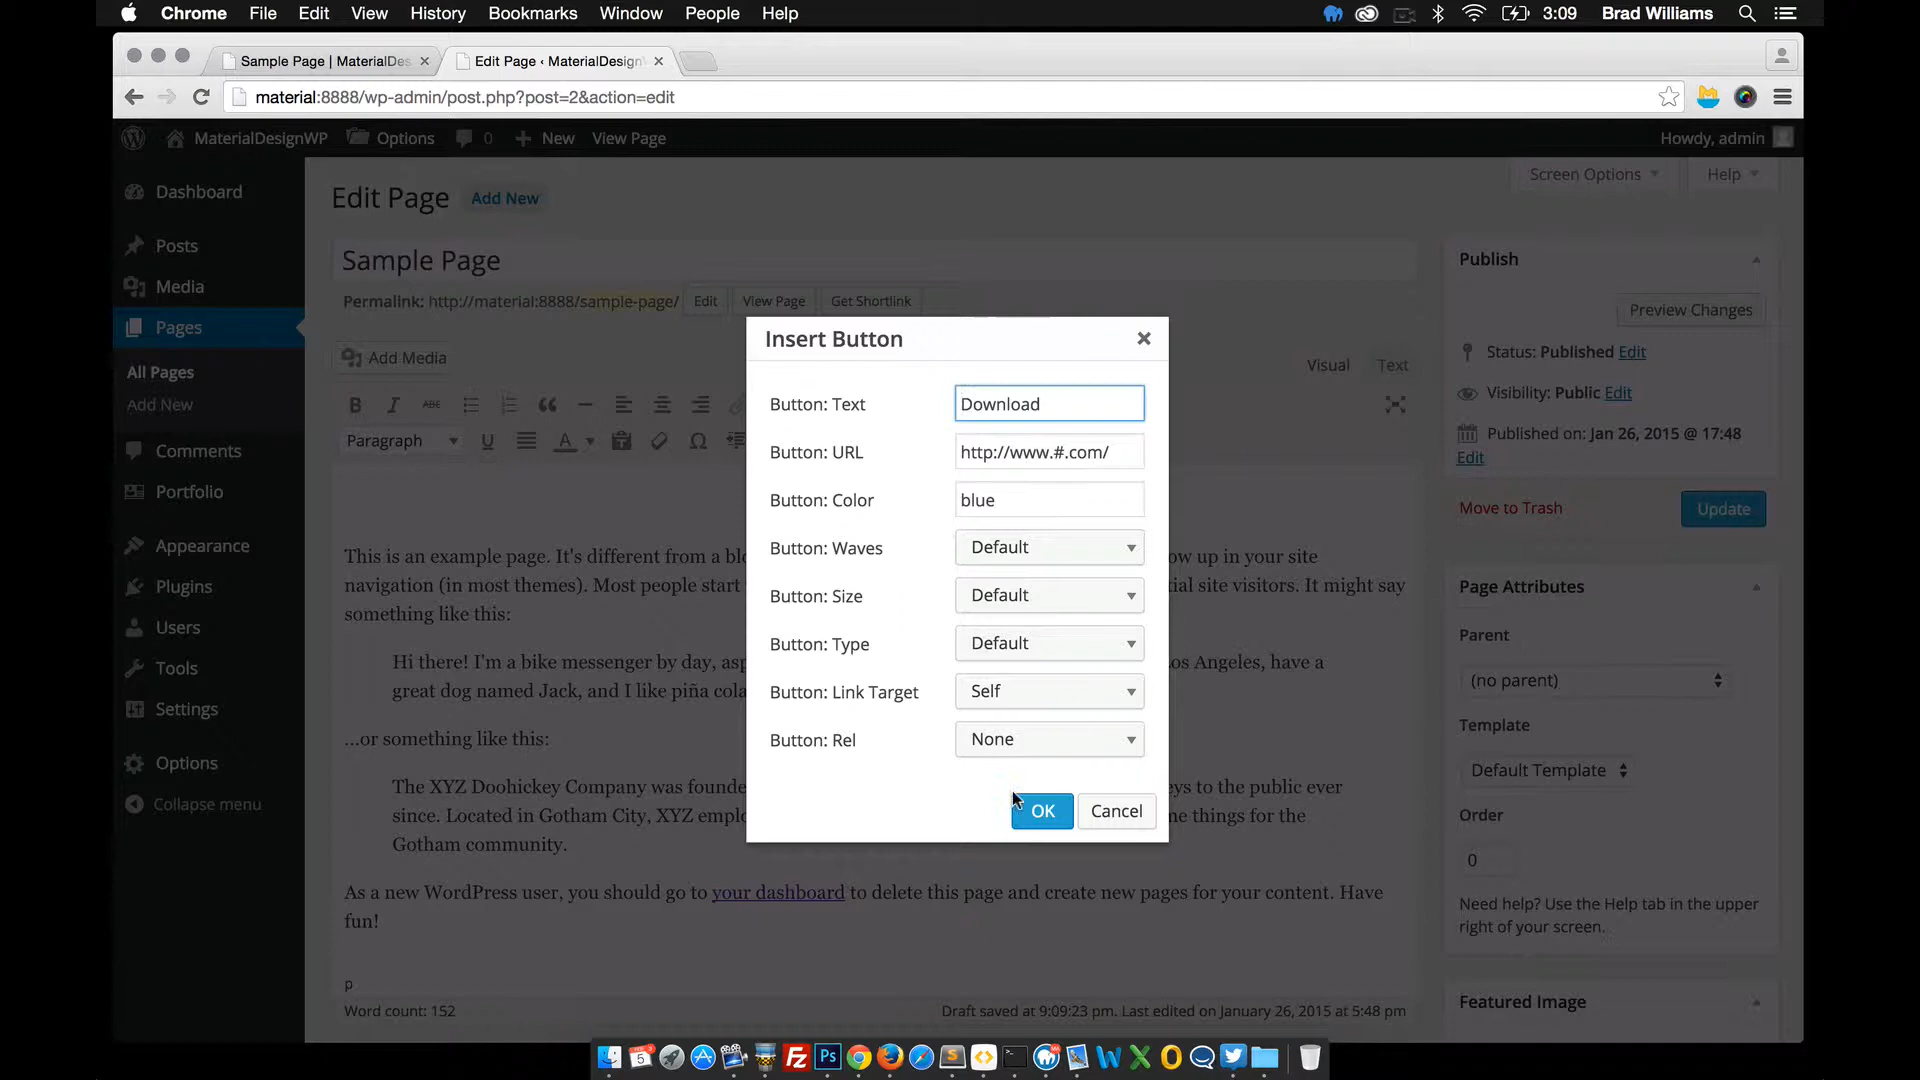 Chrome File Edit View History Bookmarks Window People Help 3:09 Brad Williams
Sample Page | MaterialDes Edit Page ‹ MaterialDesign
material:8888/wp-admin/post.php?post=2&action=edit
MaterialDesignWP Options 0 New View Page Howdy, admin
Screen Options Help
Dashboard
Posts
Media
Pages
All Pages
Add New
Comments
Portfolio
Appearance
Plugins
Users
Tools
Settings
Options
Collapse menu
Edit Page Add New
Sample Page
Permalink: http://material:8888/sample-page/ Edit View Page Get Shortlink
Add Media
Visual Text
B I ABC
Paragraph U A Ω
This is an example page. It's different from a blo ow up in your site
navigation (in most themes). Most people start ial site visitors. It might say
something like this:
Hi there! I'm a bike messenger by day, asp Los Angeles, have a
great dog named Jack, and I like piña cola
...or something like this:
The XYZ Doohickey Company was founde eys to the public ever
since. Located in Gotham City, XYZ emplo me things for the
Gotham community.
As a new WordPress user, you should go to your dashboard to delete this page and create new pages for your content. Have
fun!
p
Word count: 152 Draft saved at 9:09:23 pm. Last edited on January 26, 2015 at 5:48 pm
Insert Button
Button: Text Download
Button: URL http://www.#.com/
Button: Color blue
Button: Waves Default
Button: Size Default
Button: Type Default
Button: Link Target Self
Button: Rel None
OK Cancel
Publish
Preview Changes
Status: Published Edit
Visibility: Public Edit
Published on: Jan 26, 2015 @ 17:48
Edit
Move to Trash Update
Page Attributes
Parent
(no parent)
Template
Default Template
Order
0
Need help? Use the Help tab in the upper
right of your screen.
Featured Image
5 Fz Ps W X O